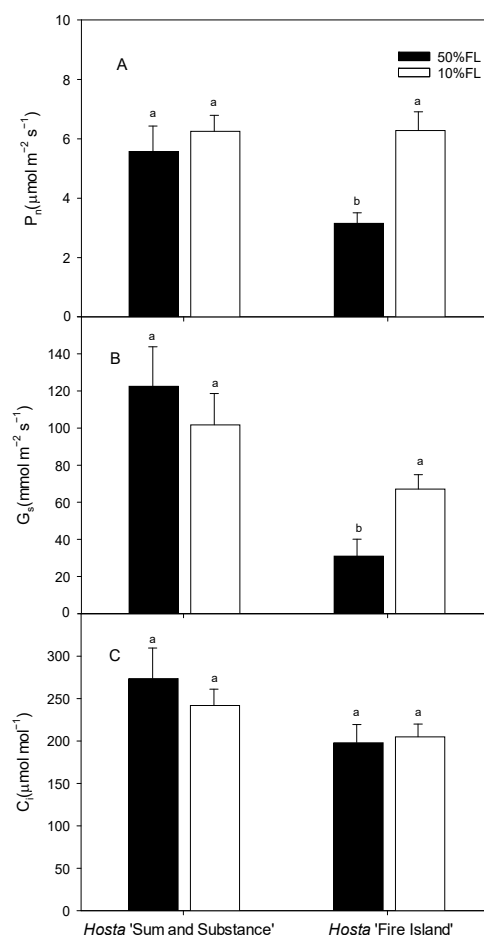 10
A
50%FL
10%FL
a
a
a
8
6
b
4
2
0
Pn(μmol m−2 s−1)
a
140
B
a
120
100
a
80
60
b
40
20
0
Gs(mmol m−2 s−1)
a
C
a
300
a
a
250
200
150
100
50
0
Ci(μmol mol−1)
Hosta 'Sum and Substance' Hosta 'Fire Island'